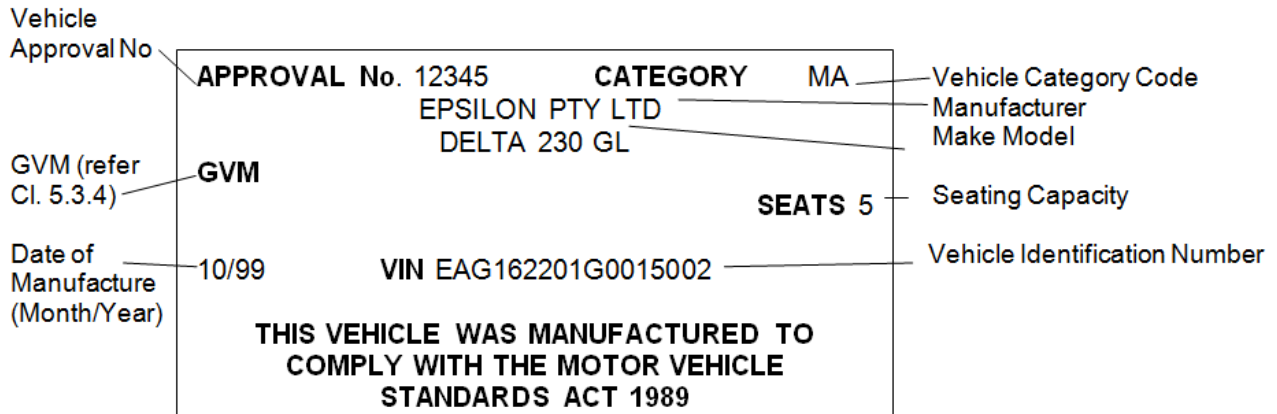 Vehicle
Approval No
APPROVAL No. 12345 CATEGORY MA
Vehicle Category Code
EPSILON PTY LTD
Manufacturer
DELTA 230 GL
Make Model
GVM (refer
Cl. 5.3.4)
GVM
SEATS 5
Seating Capacity
Date of
Manufacture
(Month/Year)
10/99 VIN EAG162201G0015002
Vehicle Identification Number
THIS VEHICLE WAS MANUFACTURED TO
COMPLY WITH THE MOTOR VEHICLE
STANDARDS ACT 1989